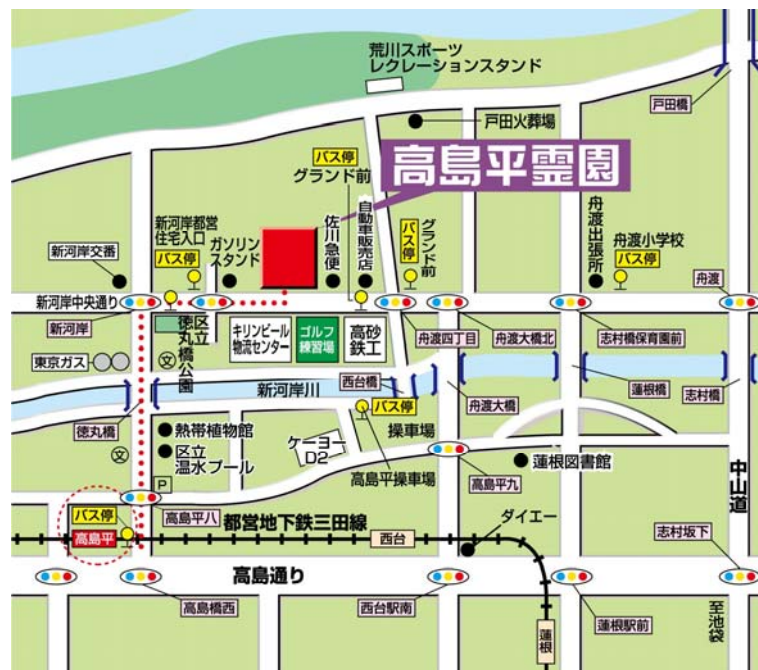 荒川スポーツ
レクレーションスタンド
戸田橋
戸田火葬場
バス停
グランド前
高島平霊園
新河岸都営
住宅入口
バス停
ガソリン
スタンド
佐川急便
自動車販売店
グランド前
バス停
舟渡出張所
舟渡小学校
バス停
新河岸交番
舟渡
新河岸中央通り
新河岸
区立
徳丸橋公園
キリンビール
物流センター
ゴルフ
練習場
高砂
鉄工
舟渡四丁目
舟渡大橋北
志村橋保育園前
東京ガス
文
新河岸川
西台橋
バス停
舟渡大橋
蓮根橋
志村橋
徳丸橋
熱帯植物館
区立
温水プール
文
P
ケーヨー
D2
操車場
高島平操車場
高島平九
蓮根図書館
中山道
バス停
高島平
高島平八
都営地下鉄三田線
西台
ダイエー
志村坂下
高島通り
高島橋西
西台駅南
蓮根
蓮根駅前
至池袋